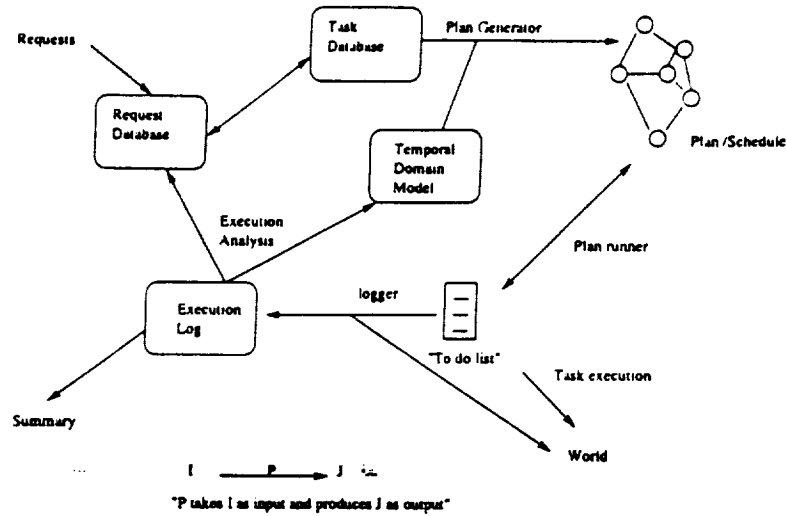 Requests
Task
Database
Plan Generator
Request
Database
Temporal
Domain
Model
Plan/Schedule
Execution
Analysis
Plan runner
Execution
Log
logger
"To do list"
Task execution
Summary
World
I P J
"P takes I as input and produces J as output"